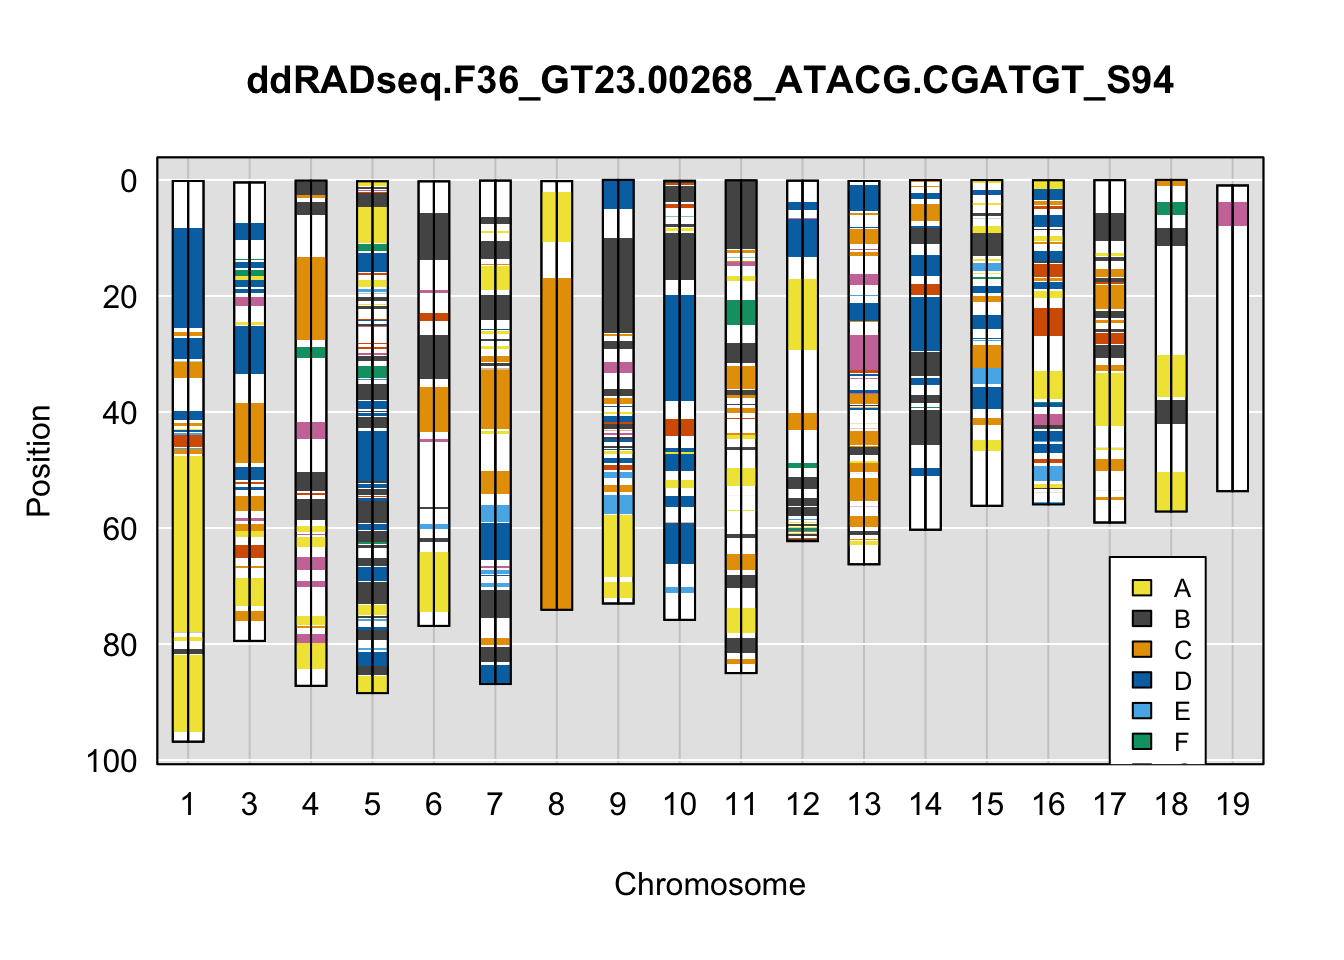 ddRADseq.F36_GT23.00268_ATACG.CGATGT_S94
Position
0
20
40
60
80
100
A
B
C
D
E
F
1 3 4 5 6 7 8 9 10 11 12 13 14 15 16 17 18 19
Chromosome